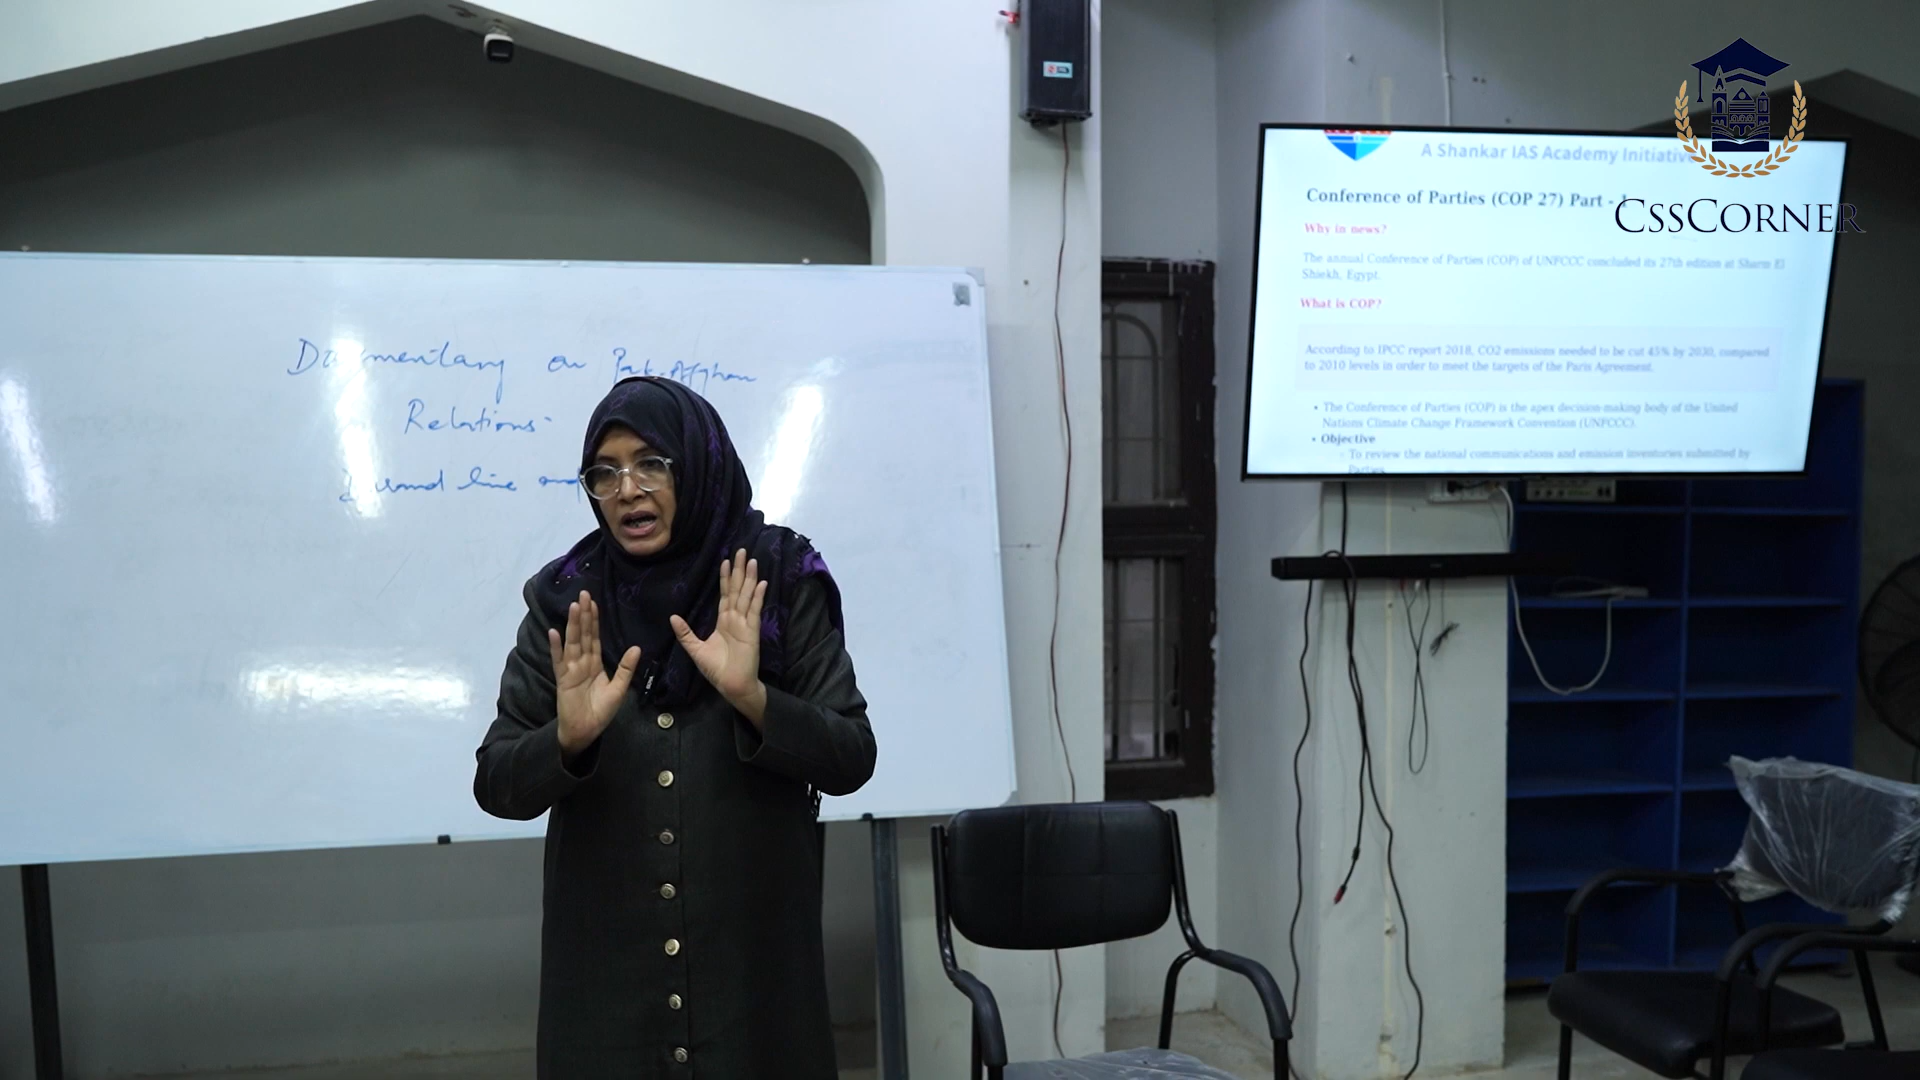 Documentary on Pak-Afghan
Relations-
Durand line and
A Shankar IAS Academy Initiative
Conference of Parties (COP 27) Part - I
Why in news?
The annual Conference of Parties (COP) of UNFCCC concluded its 27th edition at Sharm El
Shiekh, Egypt.
What is COP?
According to IPCC report 2018, CO2 emissions needed to be cut 45% by 2030, compared
to 2010 levels in order to meet the targets of the Paris Agreement.
• The Conference of Parties (COP) is the apex decision-making body of the United
Nations Climate Change Framework Convention (UNFCCC).
• Objective
To review the national communications and emission inventories submitted by
Parties
CSSCORNER